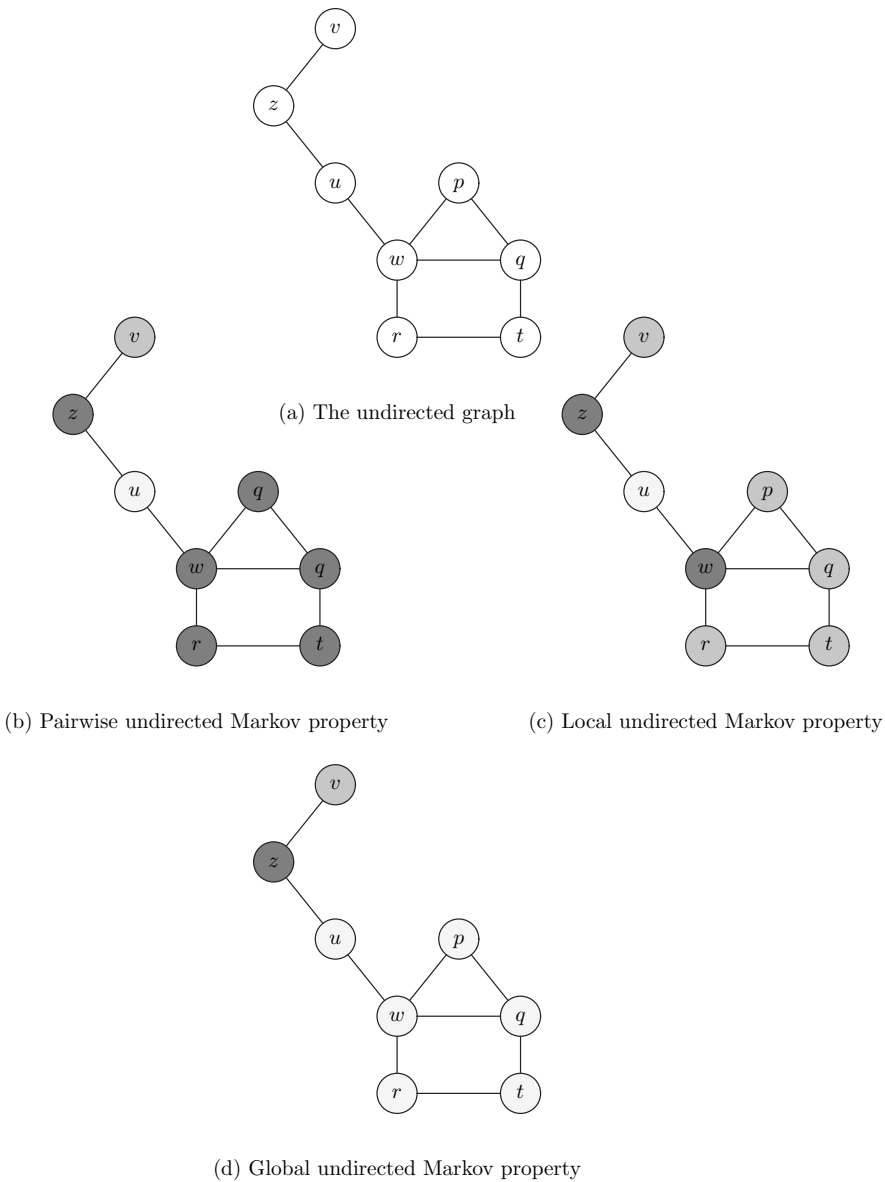 v
z
u
p
w
q
r
t
(a) The undirected graph
v
z
u
q
w
q
r
t
(b) Pairwise undirected Markov property
v
z
u
p
w
q
r
t
(c) Local undirected Markov property
v
z
u
p
w
q
r
t
(d) Global undirected Markov property